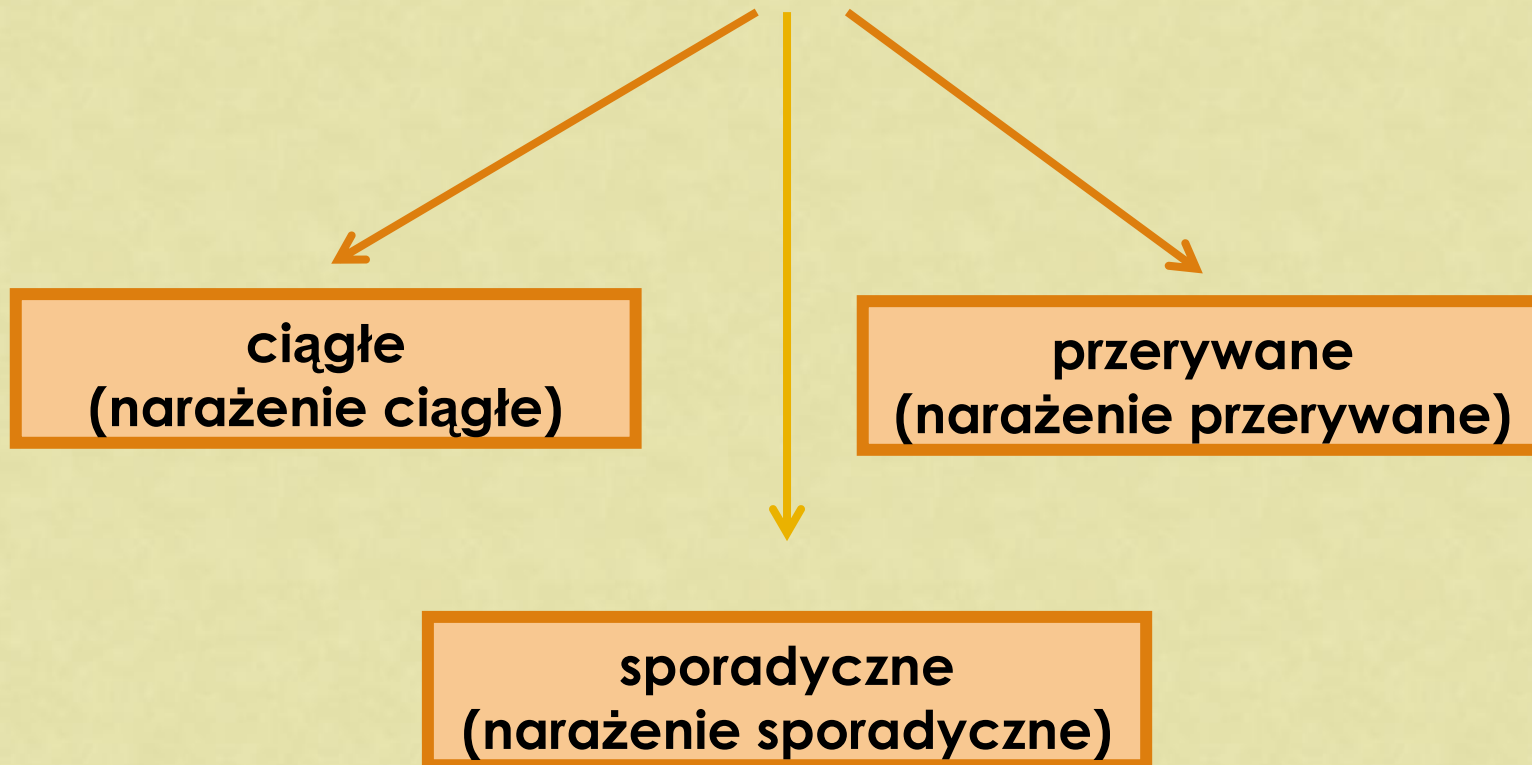 ciągłe
(narażenie ciągłe)
przerywane
(narażenie przerywane)
sporadyczne
(narażenie sporadyczne)